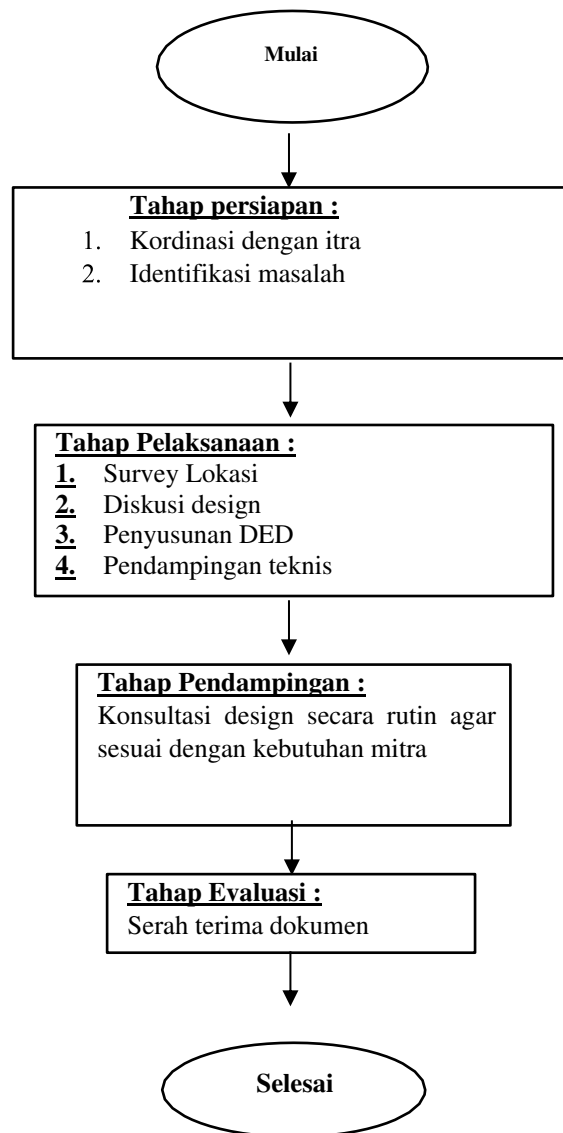 Mulai
Tahap persiapan :
1. Kordinasi dengan itra
2. Identifikasi masalah
Tahap Pelaksanaan :
1. Survey Lokasi
2. Diskusi design
3. Penyusunan DED
4. Pendampingan teknis
Tahap Pendampingan :
Konsultasi design secara rutin agar
sesuai dengan kebutuhan mitra
Tahap Evaluasi :
Serah terima dokumen
Selesai